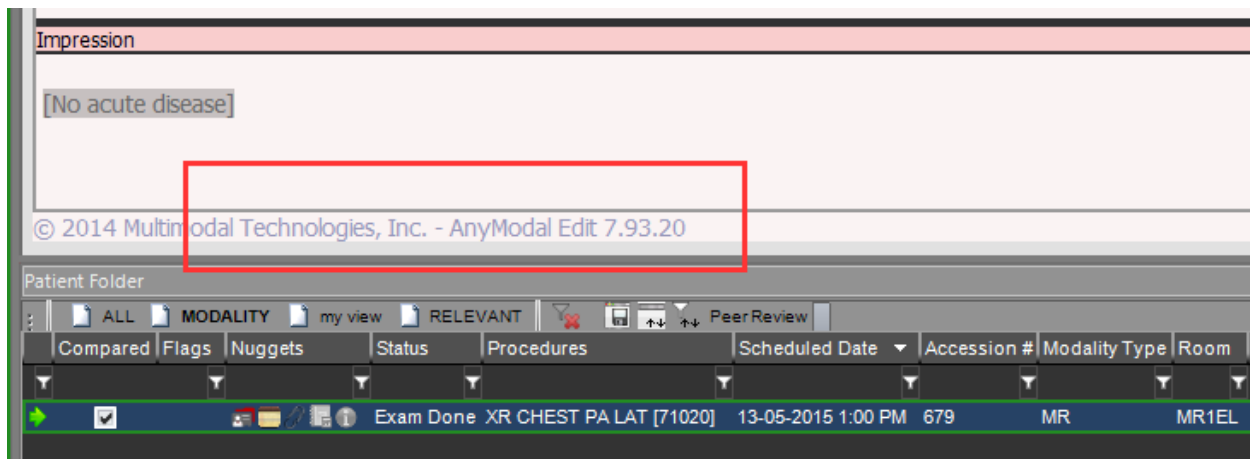 Impression
[No acute disease]
© 2014 Multimodal Technologies, Inc. - AnyModal Edit 7.93.20
Patient Folder
ALL MODALITY my view RELEVANT Peer Review
Compared Flags Nuggets Status Procedures Scheduled Date Accession # Modality Type Room
Exam Done XR CHEST PA LAT [71020] 13-05-2015 1:00 PM 679 MR MR1EL